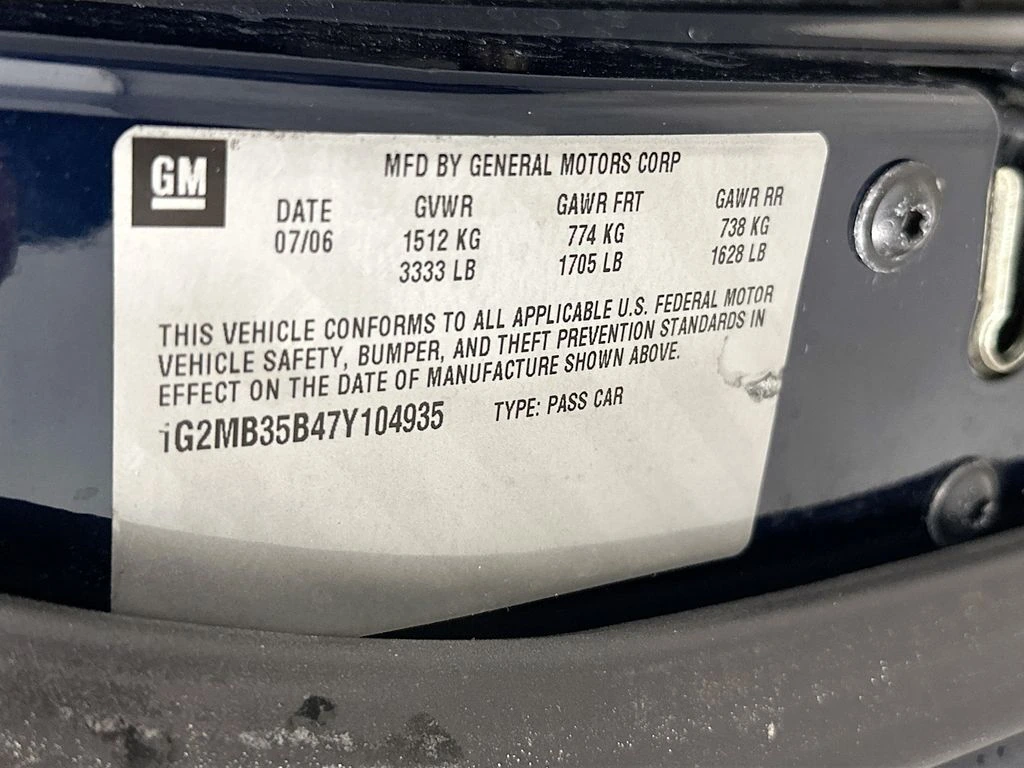 GM
MFD BY GENERAL MOTORS CORP
DATE GVWR GAWR FRT GAWR RR
07/06 1512 KG 774 KG 738 KG
3333 LB 1705 LB 1628 LB
THIS VEHICLE CONFORMS TO ALL APPLICABLE U.S. FEDERAL MOTOR
VEHICLE SAFETY, BUMPER, AND THEFT PREVENTION STANDARDS IN
EFFECT ON THE DATE OF MANUFACTURE SHOWN ABOVE.
1G2MB35B47Y104935 TYPE: PASS CAR